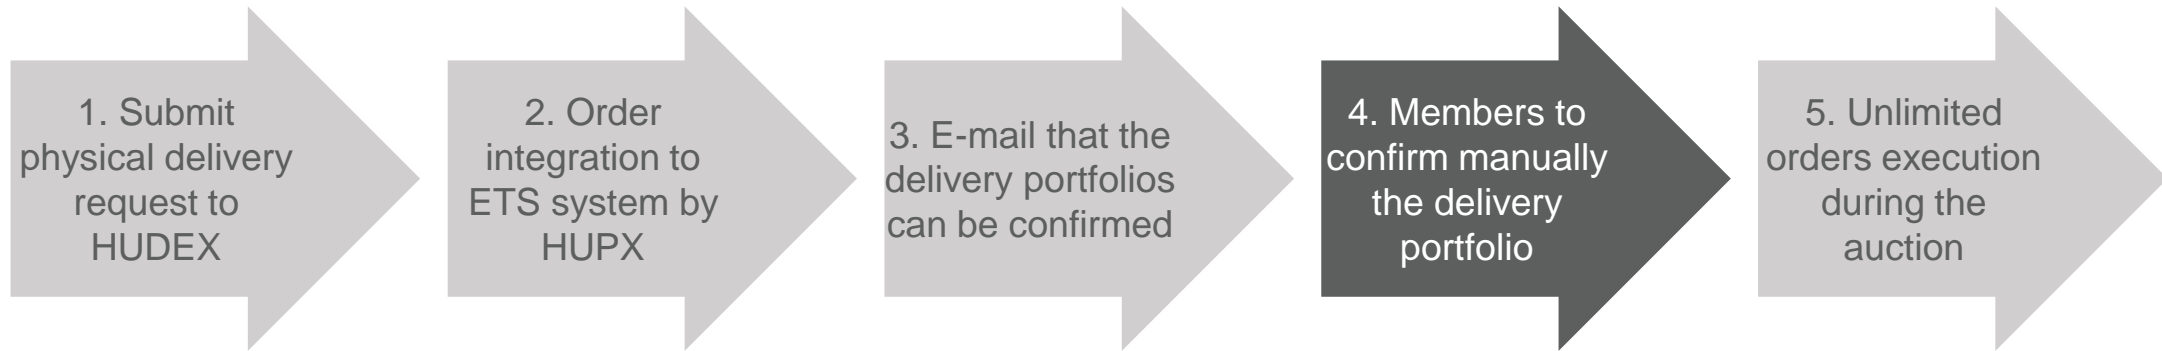 1. Submit
physical delivery
request to
HUDEX
2. Order
integration to
ETS system by
HUPX
3. E-mail that the
delivery portfolios
can be confirmed
4. Members to
confirm manually
the delivery
portfolio
5. Unlimited
orders execution
during the
auction